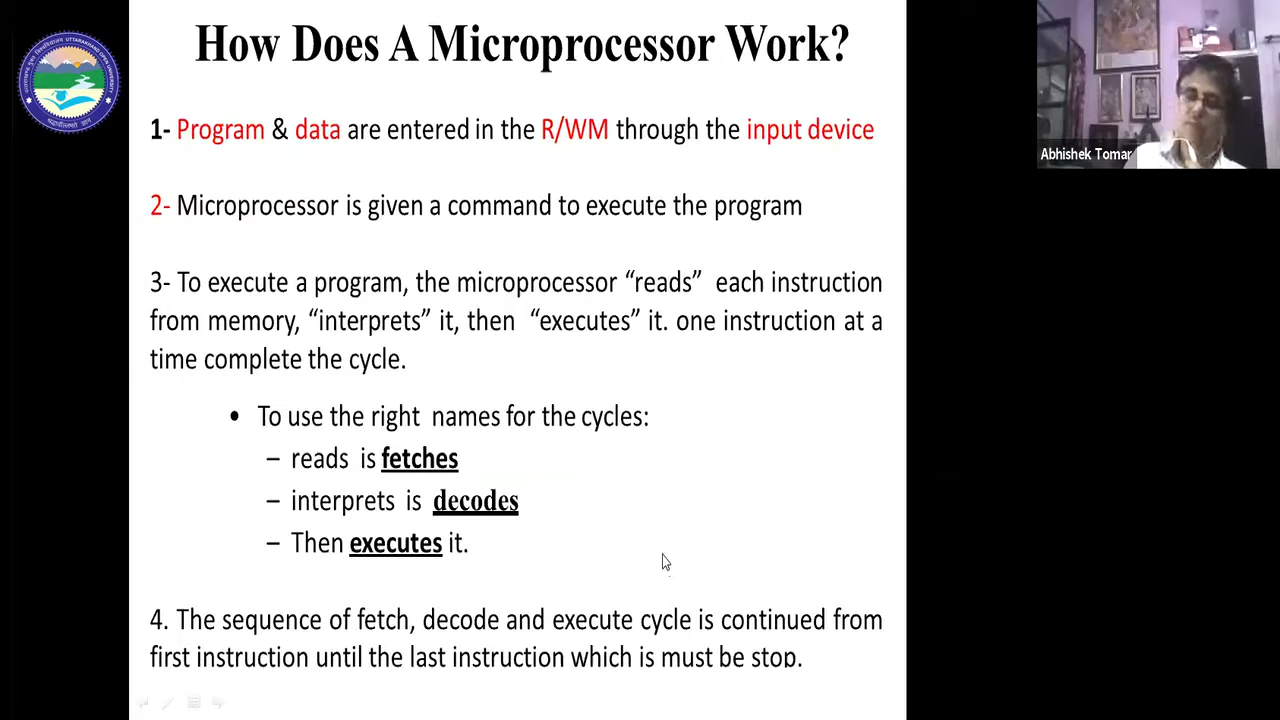 How Does A Microprocessor Work?
1- Program & data are entered in the R/WM through the input device
2- Microprocessor is given a command to execute the program
3- To execute a program, the microprocessor “reads” each instruction
from memory, “interprets” it, then “executes” it. one instruction at a
time complete the cycle.
• To use the right names for the cycles:
– reads is fetches
– interprets is decodes
– Then executes it.
4. The sequence of fetch, decode and execute cycle is continued from
first instruction until the last instruction which is must be stop.
Abhishek Tomar
UTTARAKHAND OPEN UNIVERSITY